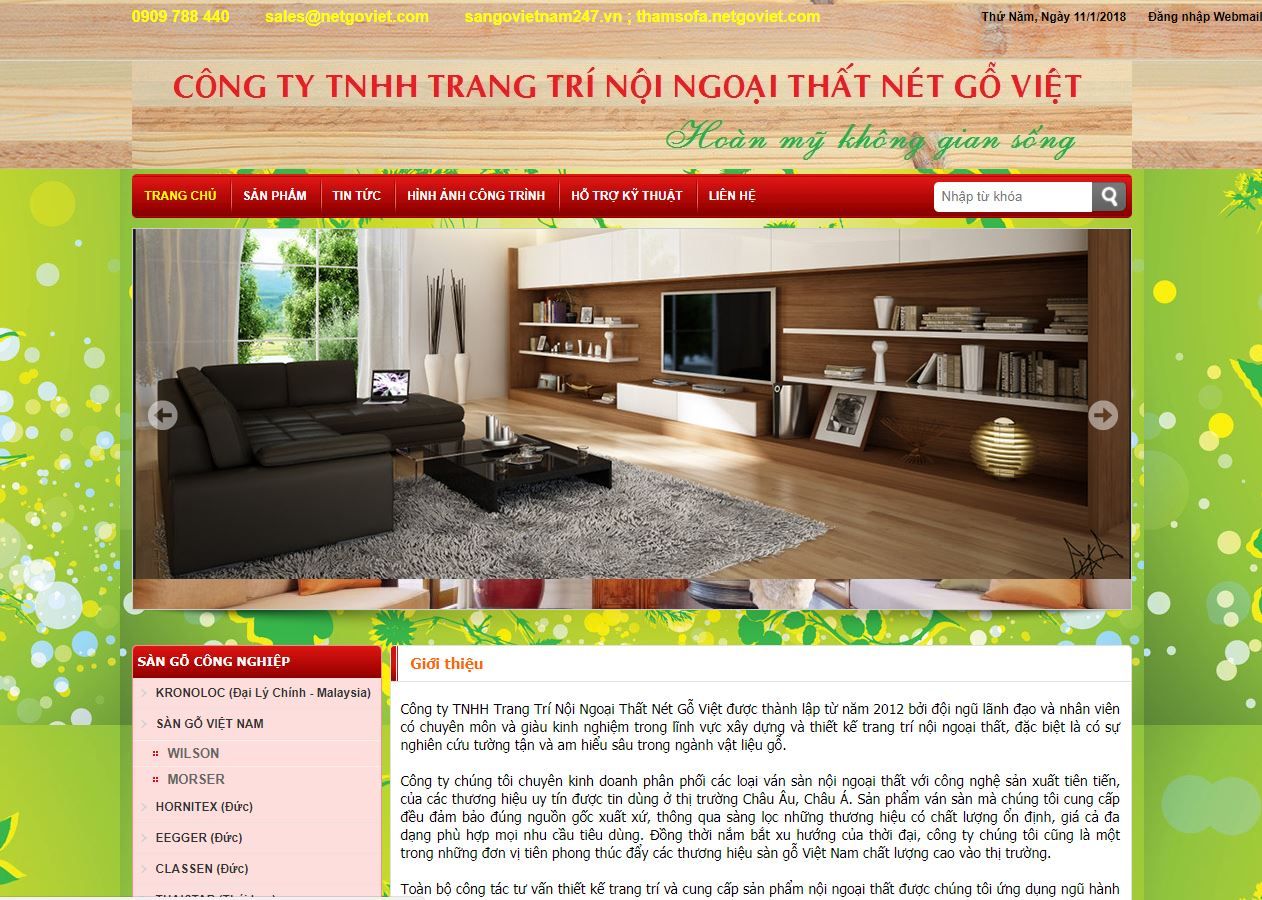 0909 788 440 sales@netgoviet.com sangovietnam247.vn ; thamsofa.netgoviet.com Thứ Năm, Ngày 11/1/2018 Đăng nhập Webmail
CÔNG TY TNHH TRANG TRÍ NỘI NGOẠI THẤT NÉT GỖ VIỆT
Hoàn mỹ không gian sống
TRANG CHỦ SẢN PHẨM TIN TỨC HÌNH ẢNH CÔNG TRÌNH HỖ TRỢ KỸ THUẬT LIÊN HỆ Nhập từ khóa
SÀN GỖ CÔNG NGHIỆP
KRONOLOC (Đại Lý Chính - Malaysia)
SÀN GỖ VIỆT NAM
WILSON
MORSER
HORNITEX (Đức)
EEGGER (Đức)
CLASSEN (Đức)
Giới thiệu
Công ty TNHH Trang Trí Nội Ngoại Thất Nét Gỗ Việt được thành lập từ năm 2012 bởi đội ngũ lãnh đạo và nhân viên
có chuyên môn và giàu kinh nghiệm trong lĩnh vực xây dựng và thiết kế trang trí nội ngoại thất, đặc biệt là có sự
nghiên cứu tường tận và am hiểu sâu trong ngành vật liệu gỗ.
Công ty chúng tôi chuyên kinh doanh phân phối các loại ván sàn nội ngoại thất với công nghệ sản xuất tiên tiến,
của các thương hiệu uy tín được tin dùng ở thị trường Châu Âu, Châu Á. Sản phẩm ván sàn mà chúng tôi cung cấp
đều đảm bảo đúng nguồn gốc xuất xứ, thông qua sàng lọc những thương hiệu có chất lượng ổn định, giá cả đa
dạng phù hợp mọi nhu cầu tiêu dùng. Đồng thời nắm bắt xu hướng của thời đại, công ty chúng tôi cũng là một
trong những đơn vị tiên phong thúc đẩy các thương hiệu sàn gỗ Việt Nam chất lượng cao vào thị trường.
Toàn bộ công tác tư vấn thiết kế trang trí và cung cấp sản phẩm nội ngoại thất được chúng tôi ứng dụng ngũ hành